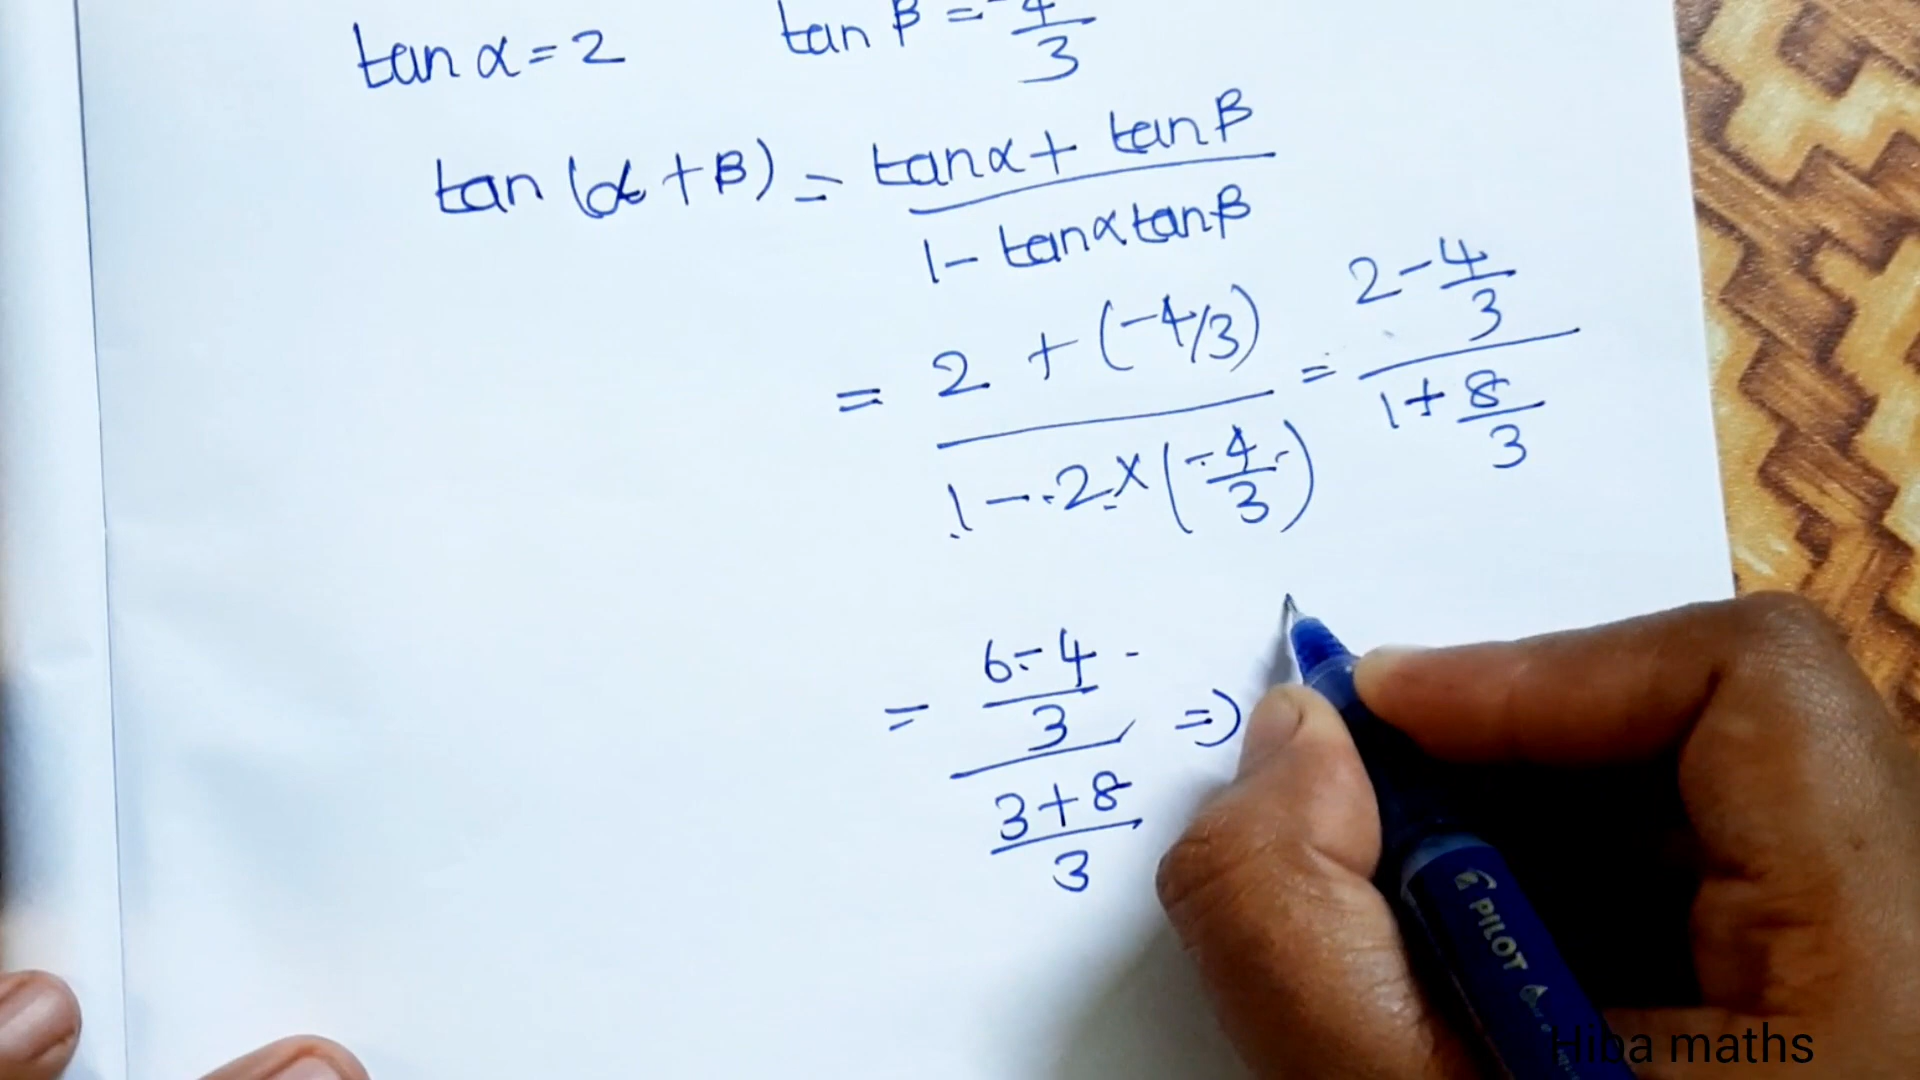 tan α = 2 tan β = -4/3
tan (α + β) = (tan α + tan β) / (1 - tan α tan β)
= (2 + (-4/3)) / (1 - 2 × (-4/3)) = (2 - 4/3) / (1 + 8/3)
= ((6 - 4)/3) / ((3 + 8)/3) ⇒
PILOT
Hiba maths